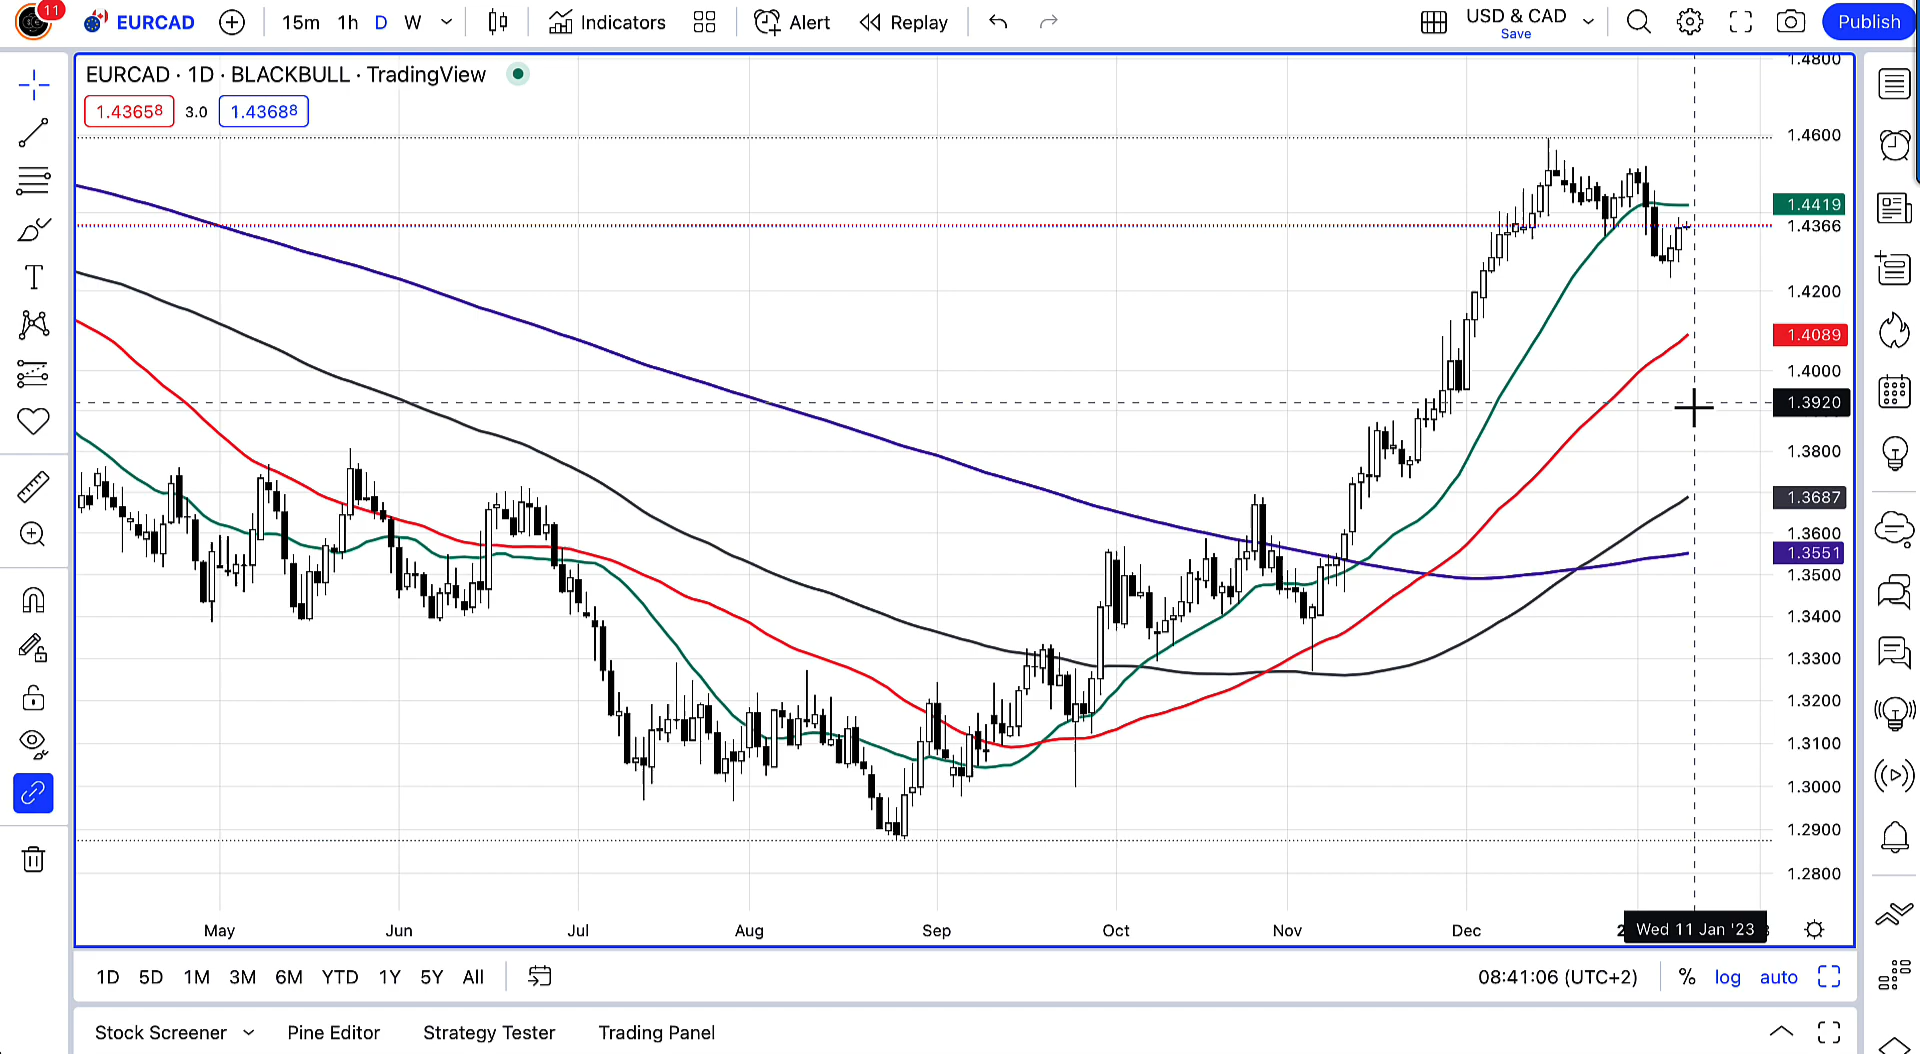 11
EURCAD
15m 1h D W
Indicators
Alert
Replay
USD & CAD
Save
Publish
EURCAD · 1D · BLACKBULL · TradingView
1.43658 3.0 1.43688
1.4800
1.4600
1.4419
1.4366
1.4200
1.4089
1.4000
1.3920
1.3800
1.3687
1.3600
1.3551
1.3500
1.3400
1.3300
1.3200
1.3100
1.3000
1.2900
1.2800
May Jun Jul Aug Sep Oct Nov Dec Wed 11 Jan '23
1D 5D 1M 3M 6M YTD 1Y 5Y All
08:41:06 (UTC+2) % log auto
Stock Screener Pine Editor Strategy Tester Trading Panel